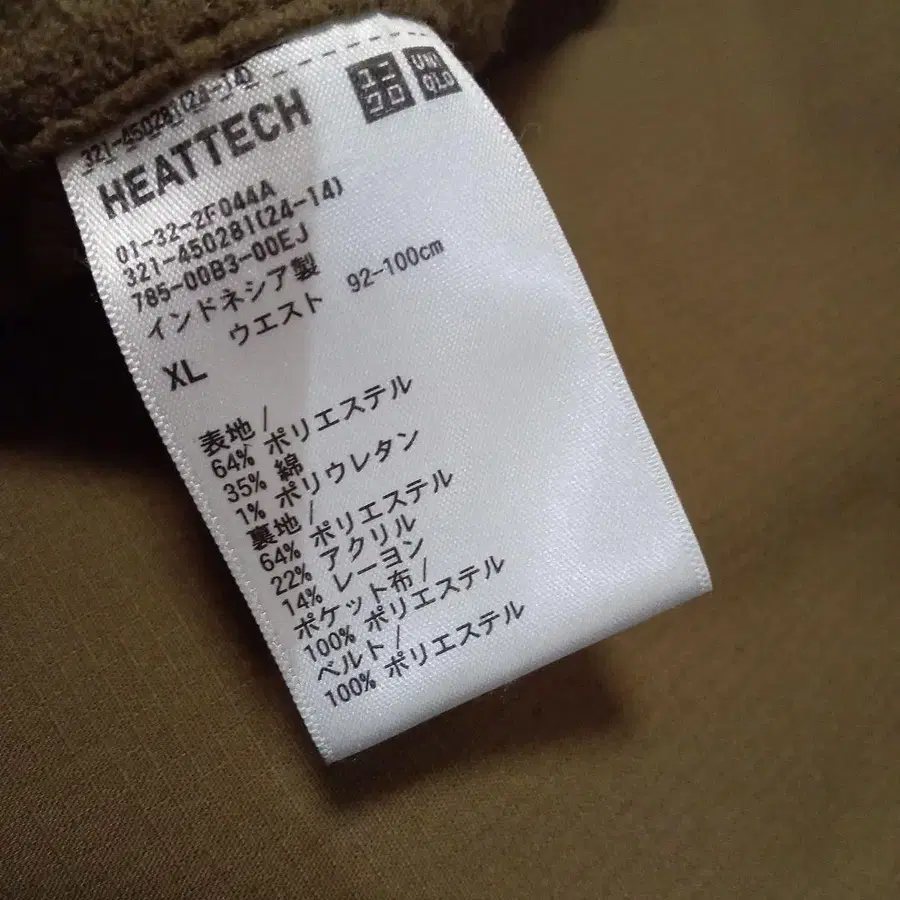 ユニ
クロ
UNI
QLO
321-450281(24-14)
HEATTECH
01-32-2F044A
321-450281(24-14)
785-00B3-00EJ
インドネシア製
XL ウエスト 92-100cm
表地/
64% ポリエステル
35% 綿
1% ポリウレタン
裏地/
64% ポリエステル
22% アクリル
14% レーヨン
ポケット布/
100% ポリエステル
ベルト/
100% ポリエステル